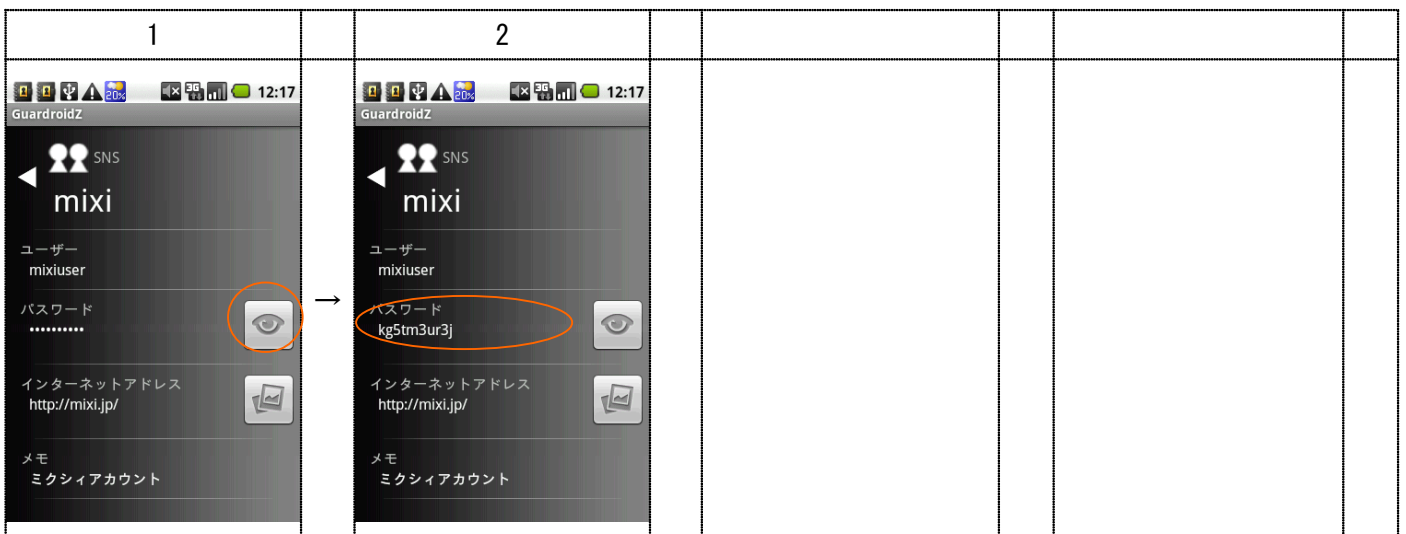 1
2
20%
3G
12:17
GuardroidZ
SNS
mixi
ユーザー
mixiuser
パスワード
••••••••••
インターネットアドレス
http://mixi.jp/
メモ
ミクシィアカウント
→
20%
3G
12:17
GuardroidZ
SNS
mixi
ユーザー
mixiuser
パスワード
kg5tm3ur3j
インターネットアドレス
http://mixi.jp/
メモ
ミクシィアカウント